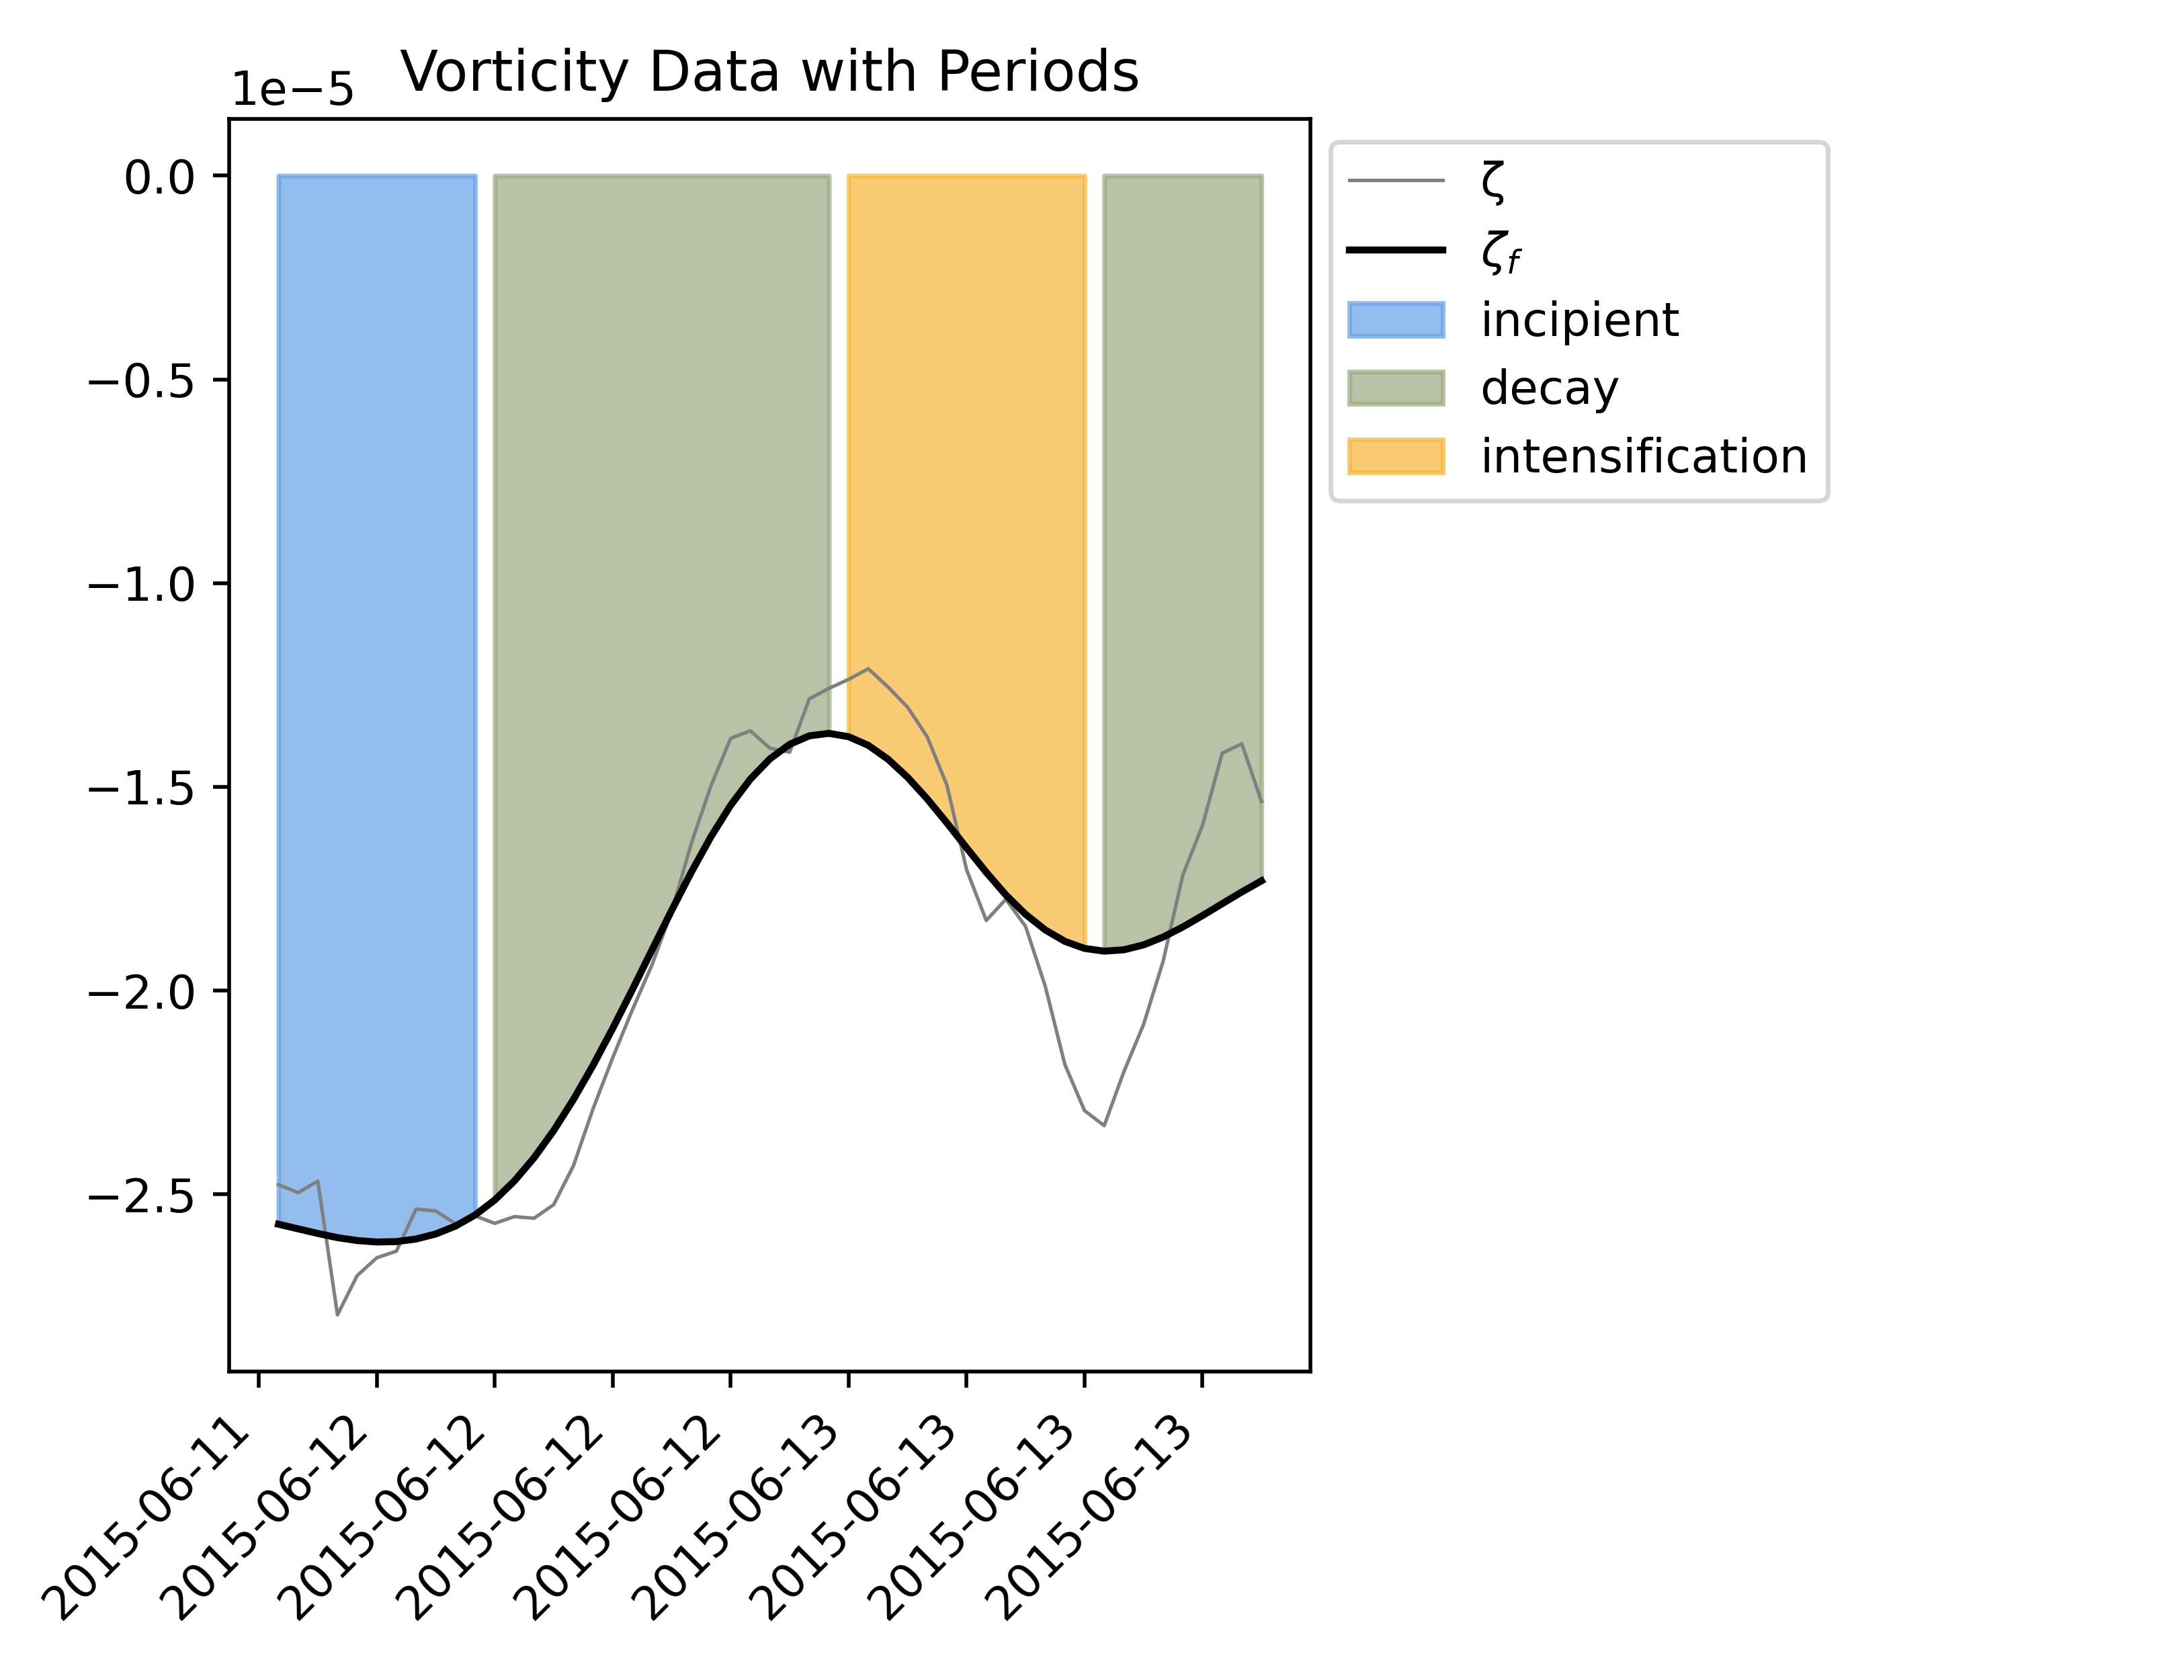 Vorticity Data with Periods
1e−5
0.0
−0.5
−1.0
−1.5
−2.0
−2.5
2015-06-11
2015-06-12
2015-06-12
2015-06-12
2015-06-12
2015-06-13
2015-06-13
2015-06-13
2015-06-13
ζ
ζf
incipient
decay
intensification